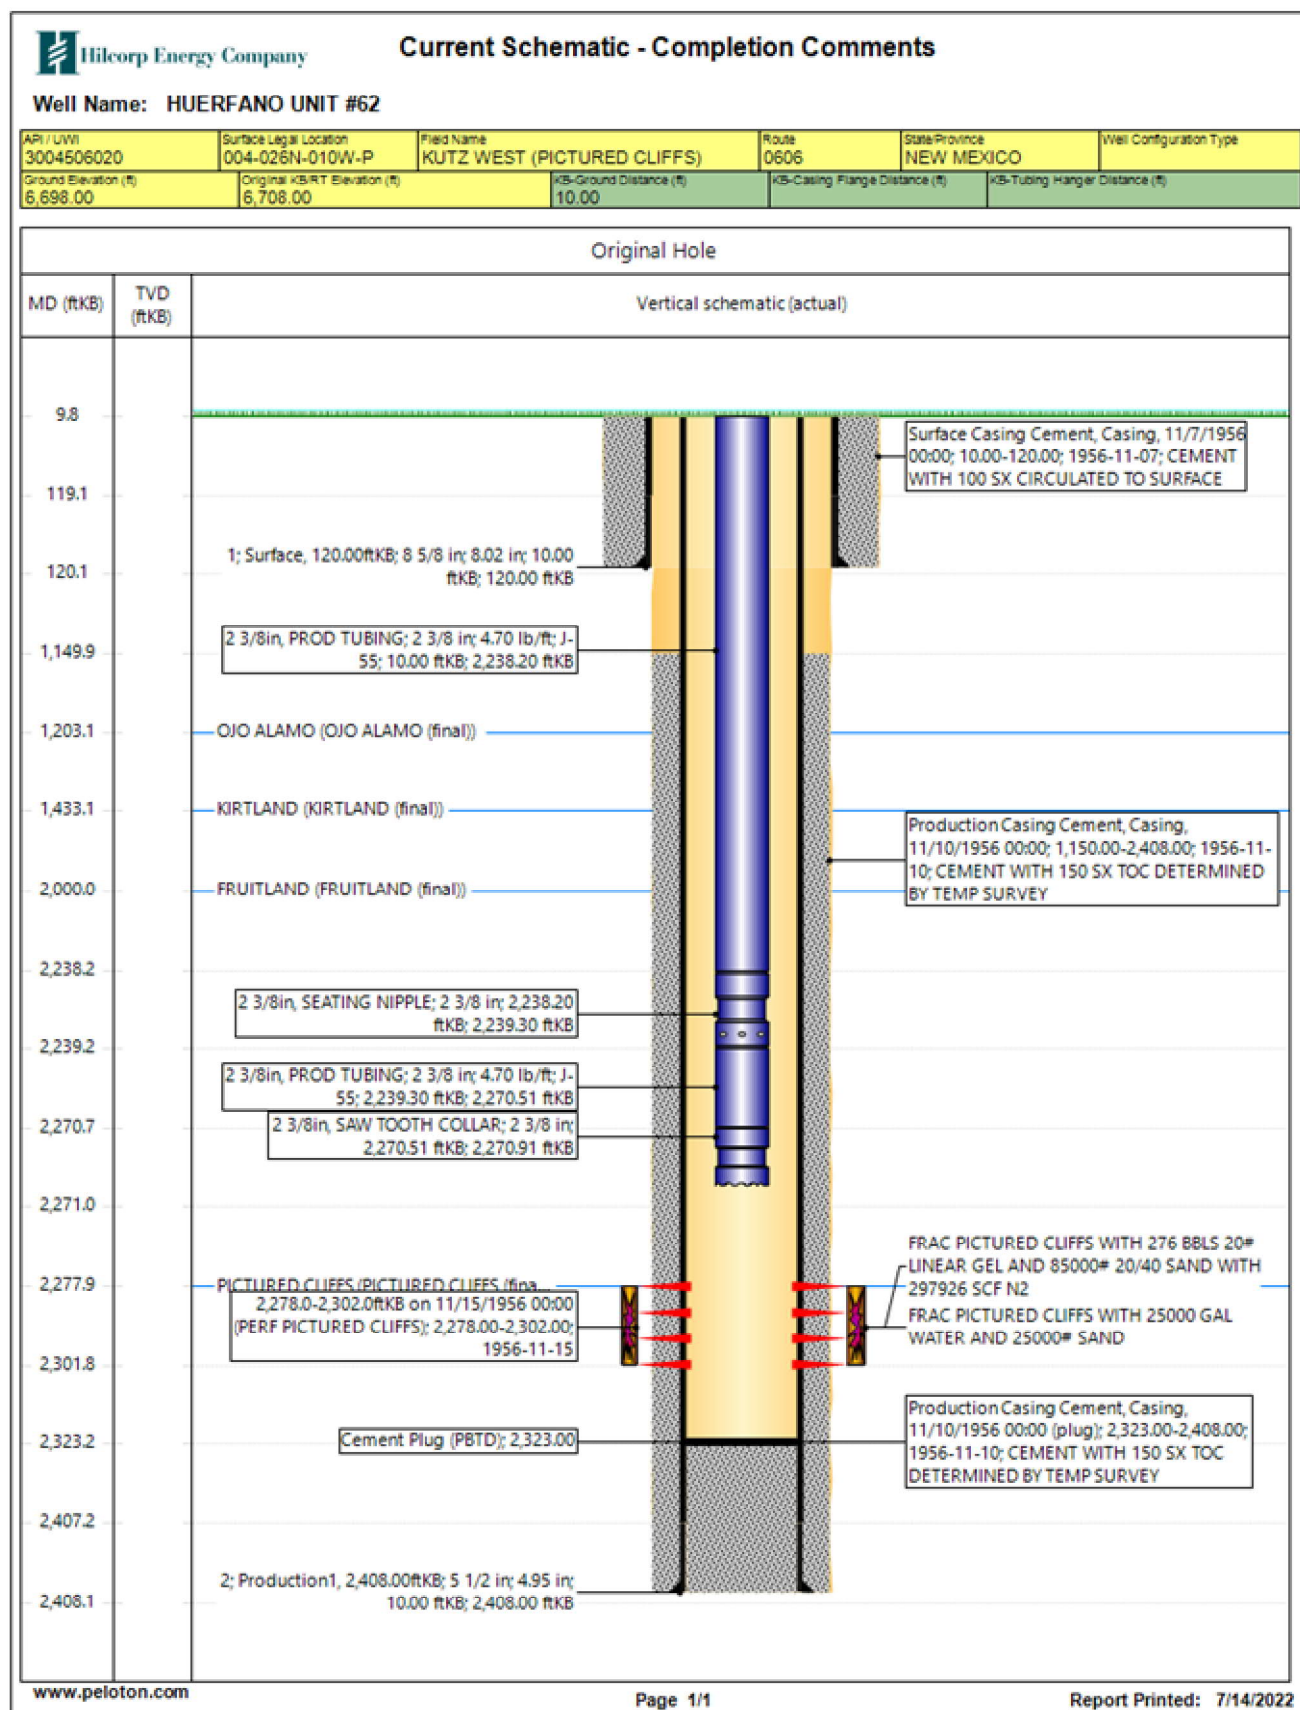 Hilcorp Energy Company
Current Schematic - Completion Comments
Well Name: HUERFANO UNIT #62
API / UWI
3004506020
Surface Legal Location
004-026N-010W-P
Field Name
KUTZ WEST (PICTURED CLIFFS)
Route
0606
State/Province
NEW MEXICO
Well Configuration Type
Ground Elevation (ft)
6,698.00
Original KB/RT Elevation (ft)
6,708.00
KB-Ground Distance (ft)
10.00
KB-Casing Flange Distance (ft)
KB-Tubing Hanger Distance (ft)
Original Hole
MD (ftKB)
TVD
(ftKB)
Vertical schematic (actual)
9.8
Surface Casing Cement, Casing, 11/7/1956
00:00; 10.00-120.00; 1956-11-07; CEMENT
WITH 100 SX CIRCULATED TO SURFACE
119.1
1; Surface, 120.00ftKB; 8 5/8 in; 8.02 in; 10.00
ftKB; 120.00 ftKB
120.1
2 3/8in, PROD TUBING; 2 3/8 in; 4.70 lb/ft; J-
55; 10.00 ftKB; 2,238.20 ftKB
1,149.9
1,203.1
OJO ALAMO (OJO ALAMO (final))
1,433.1
KIRTLAND (KIRTLAND (final))
Production Casing Cement, Casing,
11/10/1956 00:00; 1,150.00-2,408.00; 1956-11-
10; CEMENT WITH 150 SX TOC DETERMINED
BY TEMP SURVEY
2,000.0
FRUITLAND (FRUITLAND (final))
2,238.2
2 3/8in, SEATING NIPPLE; 2 3/8 in; 2,238.20
ftKB; 2,239.30 ftKB
2,239.2
2 3/8in, PROD TUBING; 2 3/8 in; 4.70 lb/ft; J-
55; 2,239.30 ftKB; 2,270.51 ftKB
2,270.7
2 3/8in, SAW TOOTH COLLAR; 2 3/8 in;
2,270.51 ftKB; 2,270.91 ftKB
2,271.0
FRAC PICTURED CLIFFS WITH 276 BBLS 20#
LINEAR GEL AND 85000# 20/40 SAND WITH
297926 SCF N2
2,277.9
PICTURED CLIFFS (PICTURED CLIFFS (fina...
2,278.0-2,302.0ftKB on 11/15/1956 00:00
(PERF PICTURED CLIFFS); 2,278.00-2,302.00;
1956-11-15
FRAC PICTURED CLIFFS WITH 25000 GAL
WATER AND 25000# SAND
2,301.8
Cement Plug (PBTD); 2,323.00
2,323.2
Production Casing Cement, Casing,
11/10/1956 00:00 (plug); 2,323.00-2,408.00;
1956-11-10; CEMENT WITH 150 SX TOC
DETERMINED BY TEMP SURVEY
2,407.2
2; Production1, 2,408.00ftKB; 5 1/2 in; 4.95 in;
10.00 ftKB; 2,408.00 ftKB
2,408.1
www.peloton.com
Page 1/1
Report Printed: 7/14/2022